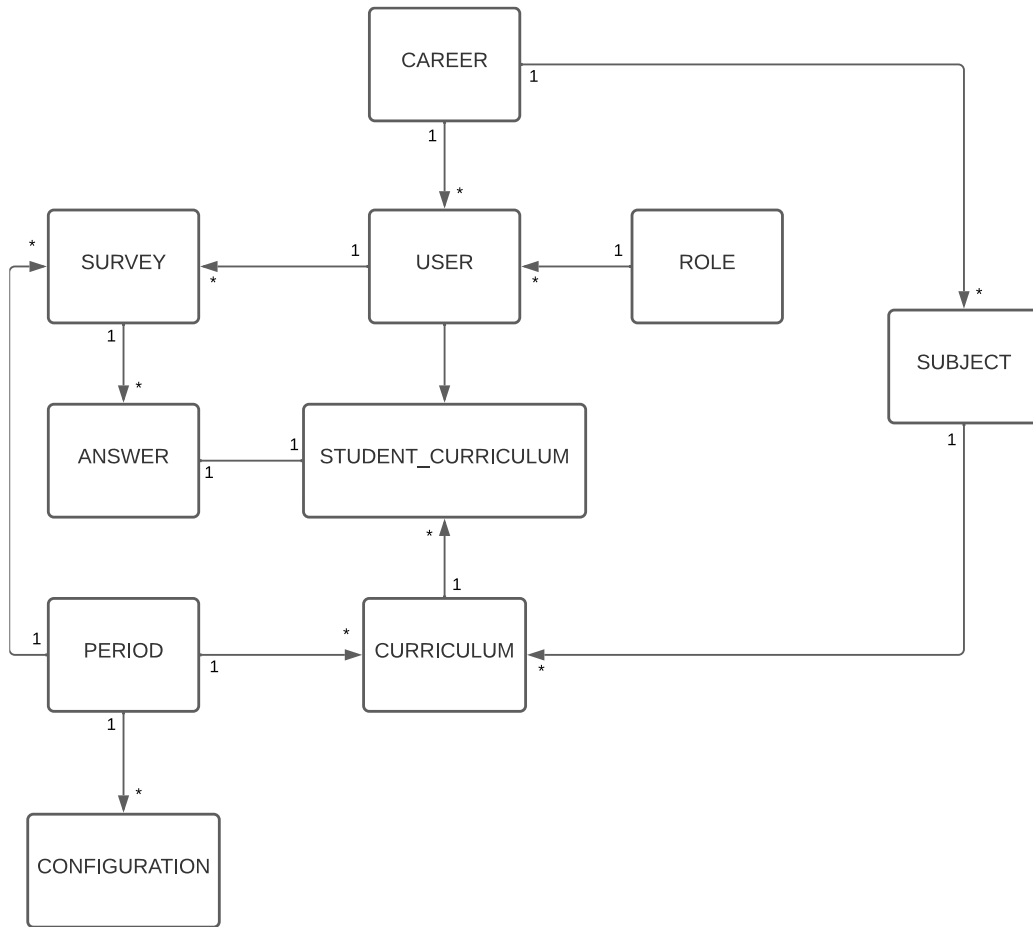 CAREER
1
1
*
*
SURVEY
*
1
USER
*
1
ROLE
*
*
SUBJECT
1
*
ANSWER
1
1
STUDENT_CURRICULUM
1
*
1
PERIOD
1
1
*
CURRICULUM
*
1
*
CONFIGURATION